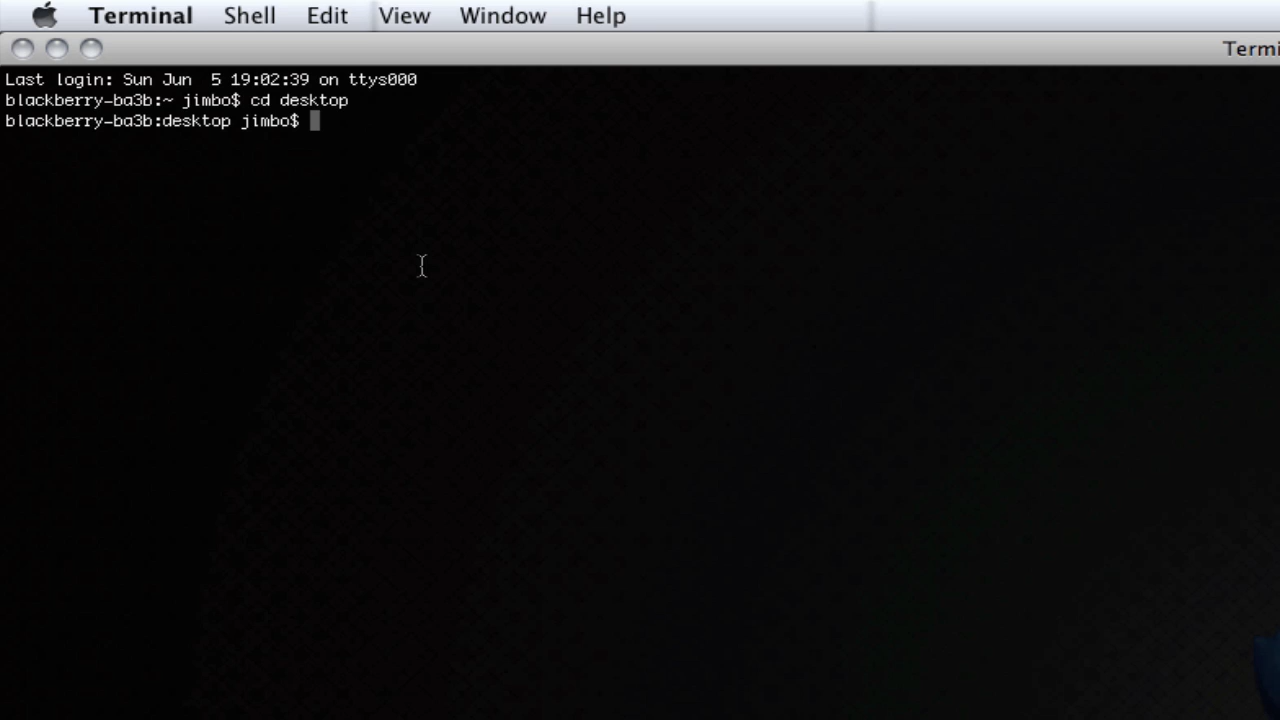 Terminal Shell Edit View Window Help
Termi
Last login: Sun Jun  5 19:02:39 on ttys000
blackberry-ba3b:~ jimbo$ cd desktop
blackberry-ba3b:desktop jimbo$